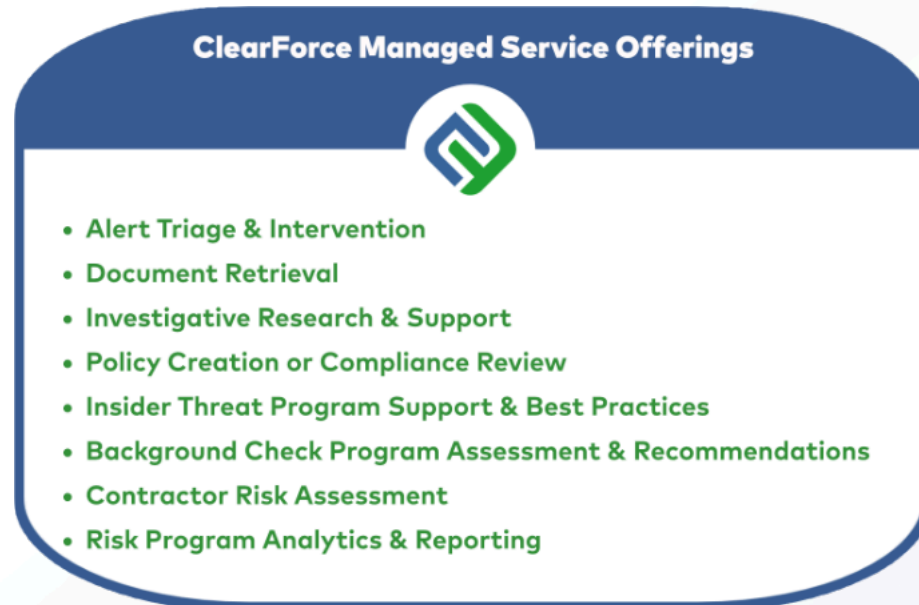 ClearForce Managed Service Offerings
• Alert Triage & Intervention
• Document Retrieval
• Investigative Research & Support
• Policy Creation or Compliance Review
• Insider Threat Program Support & Best Practices
• Background Check Program Assessment & Recommendations
• Contractor Risk Assessment
• Risk Program Analytics & Reporting